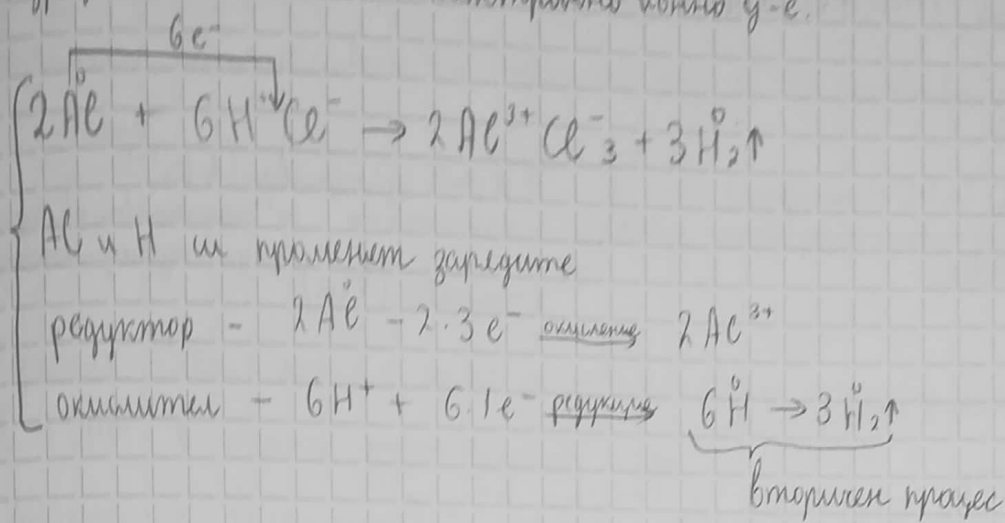 йонно у-е.
6e⁻
2Al⁰ + 6H⁺Cl⁻ → 2Al³⁺Cl⁻₃ + 3H⁰₂↑
Al и H си променят зарядите
редуктор - 2Al⁰ - 2.3e⁻ окисление 2Al³⁺
окислител - 6H⁺ + 6.1e⁻ редукция 6H⁰ → 3H⁰₂↑
вторичен процес